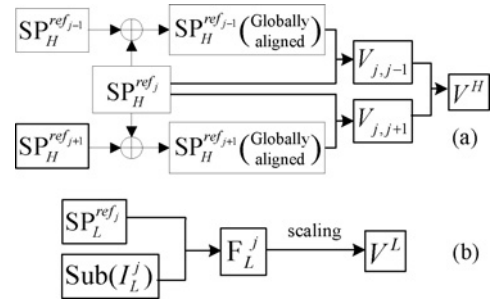 SP_H^{ref_{j-1}} SP_H^{ref_{j-1}} (Globally aligned) V_{j,j-1}
SP_H^{ref_j} V^H
SP_H^{ref_{j+1}} SP_H^{ref_{j+1}} (Globally aligned) V_{j,j+1}
(a)
SP_L^{ref_j}
Sub(I_L^j) F_L^j scaling V^L (b)